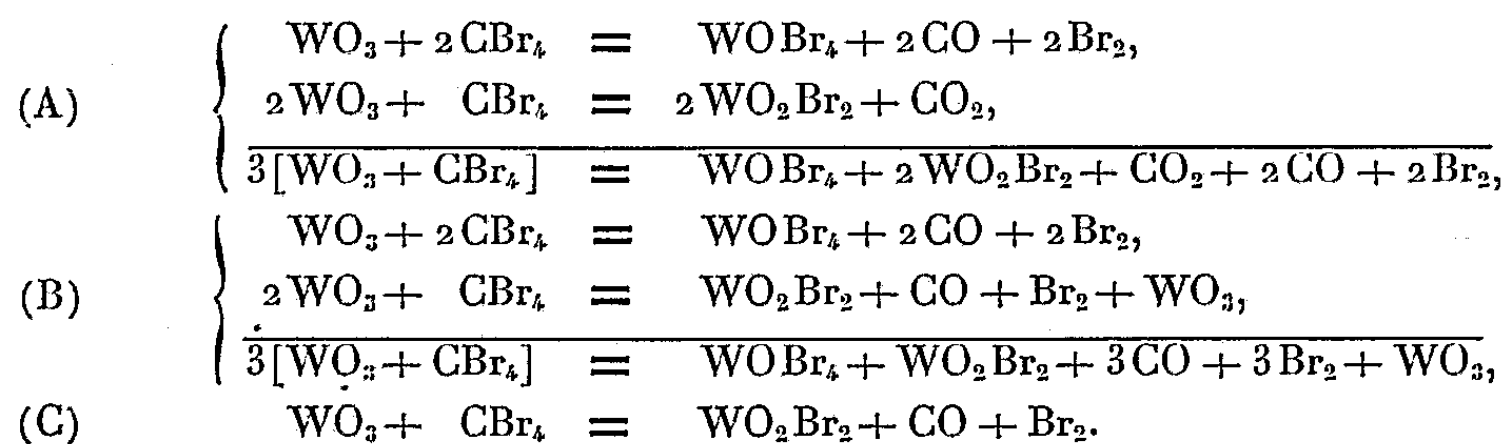 WO₃ + 2CBr₄ = WOBr₄ + 2CO + 2Br₂,
(A) 2WO₃ + CBr₄ = 2WO₂Br₂ + CO₂,
3[WO₃ + CBr₄] = WOBr₄ + 2WO₂Br₂ + CO₂ + 2CO + 2Br₂,
WO₃ + 2CBr₄ = WOBr₄ + 2CO + 2Br₂,
(B) 2WO₃ + CBr₄ = WO₂Br₂ + CO + Br₂ + WO₃,
3[WO₃ + CBr₄] = WOBr₄ + WO₂Br₂ + 3CO + 3Br₂ + WO₃,
(C) WO₃ + CBr₄ = WO₂Br₂ + CO + Br₂.